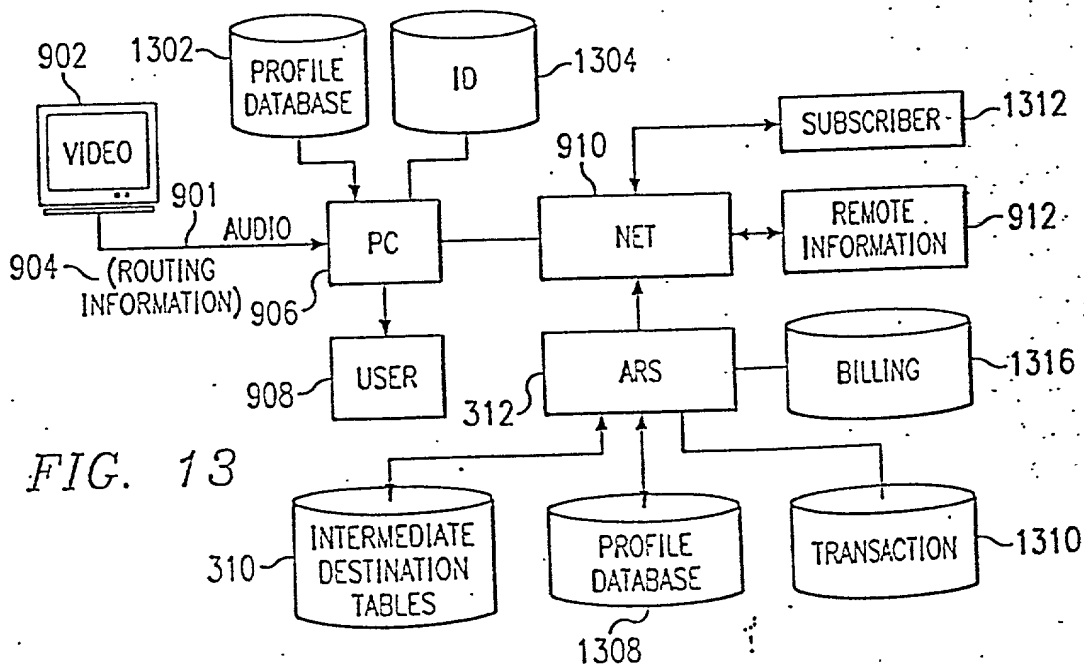 902
1302
PROFILE
DATABASE
ID
1304
VIDEO
910
SUBSCRIBER
1312
901
AUDIO
PC
NET
REMOTE
INFORMATION
912
904
(ROUTING
INFORMATION)
906
USER
908
ARS
312
BILLING
1316
FIG. 13
INTERMEDIATE
DESTINATION
TABLES
310
PROFILE
DATABASE
1308
TRANSACTION
1310